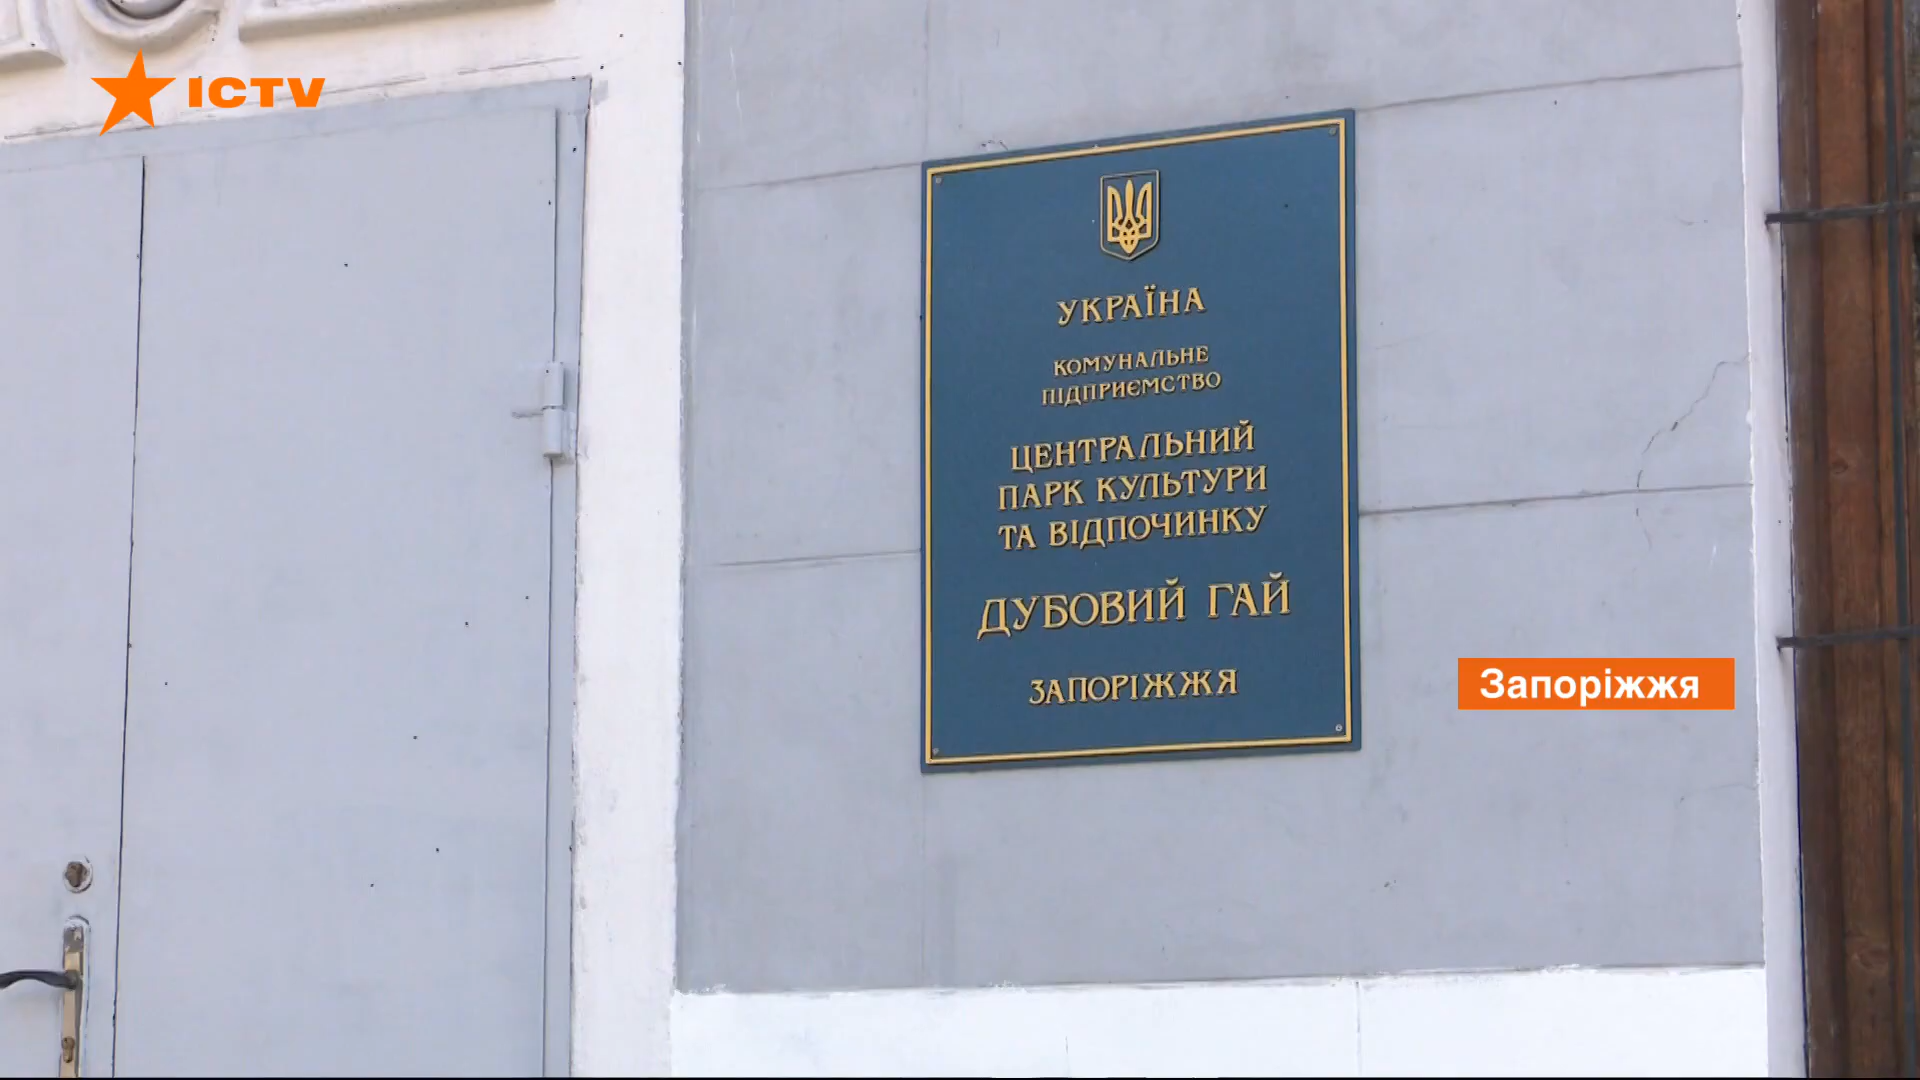 ICTV
УКРАЇНА
КОМУНАЛЬНЕ
ПІДПРИЄМСТВО
ЦЕНТРАЛЬНИЙ
ПАРК КУЛЬТУРИ
ТА ВІДПОЧИНКУ
ДУБОВИЙ ГАЙ
ЗАПОРІЖЖЯ
Запоріжжя